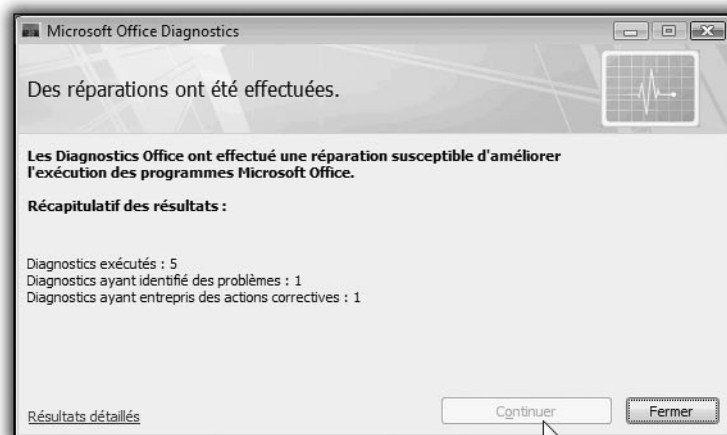 Microsoft Office Diagnostics
Des réparations ont été effectuées.
Les Diagnostics Office ont effectué une réparation susceptible d'améliorer
l'exécution des programmes Microsoft Office.
Récapitulatif des résultats :
Diagnostics exécutés : 5
Diagnostics ayant identifié des problèmes : 1
Diagnostics ayant entrepris des actions correctives : 1
Résultats détaillés
Continuer
Fermer